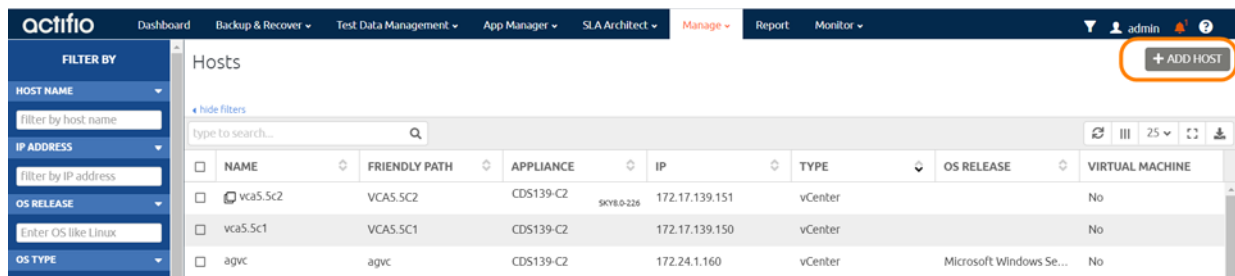 actifio Dashboard Backup & Recover Test Data Management App Manager SLA Architect Manage Report Monitor admin 1 ?
FILTER BY
Hosts
+ ADD HOST
HOST NAME
filter by host name
hide filters
type to search...
25
IP ADDRESS
filter by IP address
NAME FRIENDLY PATH APPLIANCE IP TYPE OS RELEASE VIRTUAL MACHINE
OS RELEASE
vca5.5c2 VCA5.5C2 CDS139-C2 SKY8.0-226 172.17.139.151 vCenter No
Enter OS like Linux
vca5.5c1 VCA5.5C1 CDS139-C2 172.17.139.150 vCenter No
OS TYPE
agvc agvc CDS139-C2 172.24.1.160 vCenter Microsoft Windows Se... No